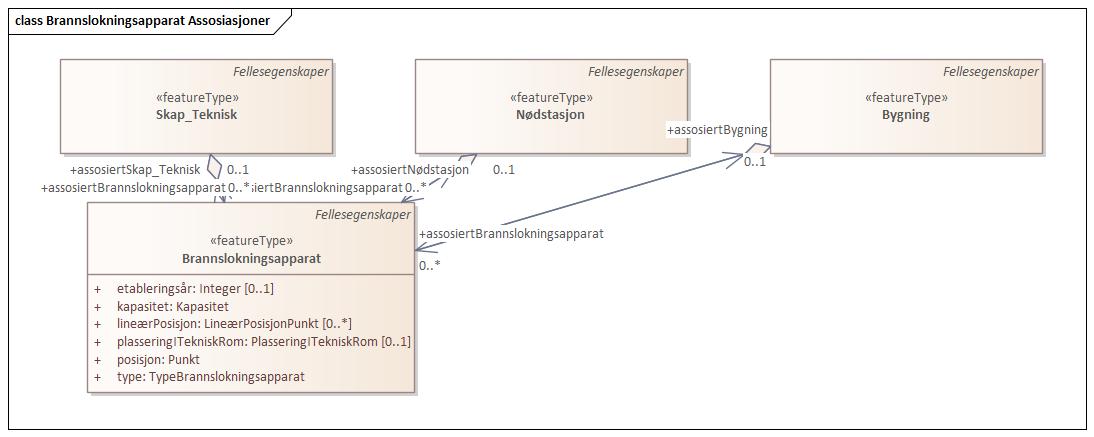 class Brannslokningsapparat Assosiasjoner
Fellesegenskaper
«featureType»
Skap_Teknisk
Fellesegenskaper
«featureType»
Nødstasjon
Fellesegenskaper
«featureType»
Bygning
+assosiertBygning
0..1
+assosiertSkap_Teknisk
0..1
+assosiertNødstasjon
0..1
+assosiertBrannslokningsapparat 0..*
iertBrannslokningsapparat 0..*
+assosiertBrannslokningsapparat
0..*
Fellesegenskaper
«featureType»
Brannslokningsapparat
+ etableringsår: Integer [0..1]
+ kapasitet: Kapasitet
+ lineærPosisjon: LineærPosisjonPunkt [0..*]
+ plasseringITekniskRom: PlasseringITekniskRom [0..1]
+ posisjon: Punkt
+ type: TypeBrannslokningsapparat